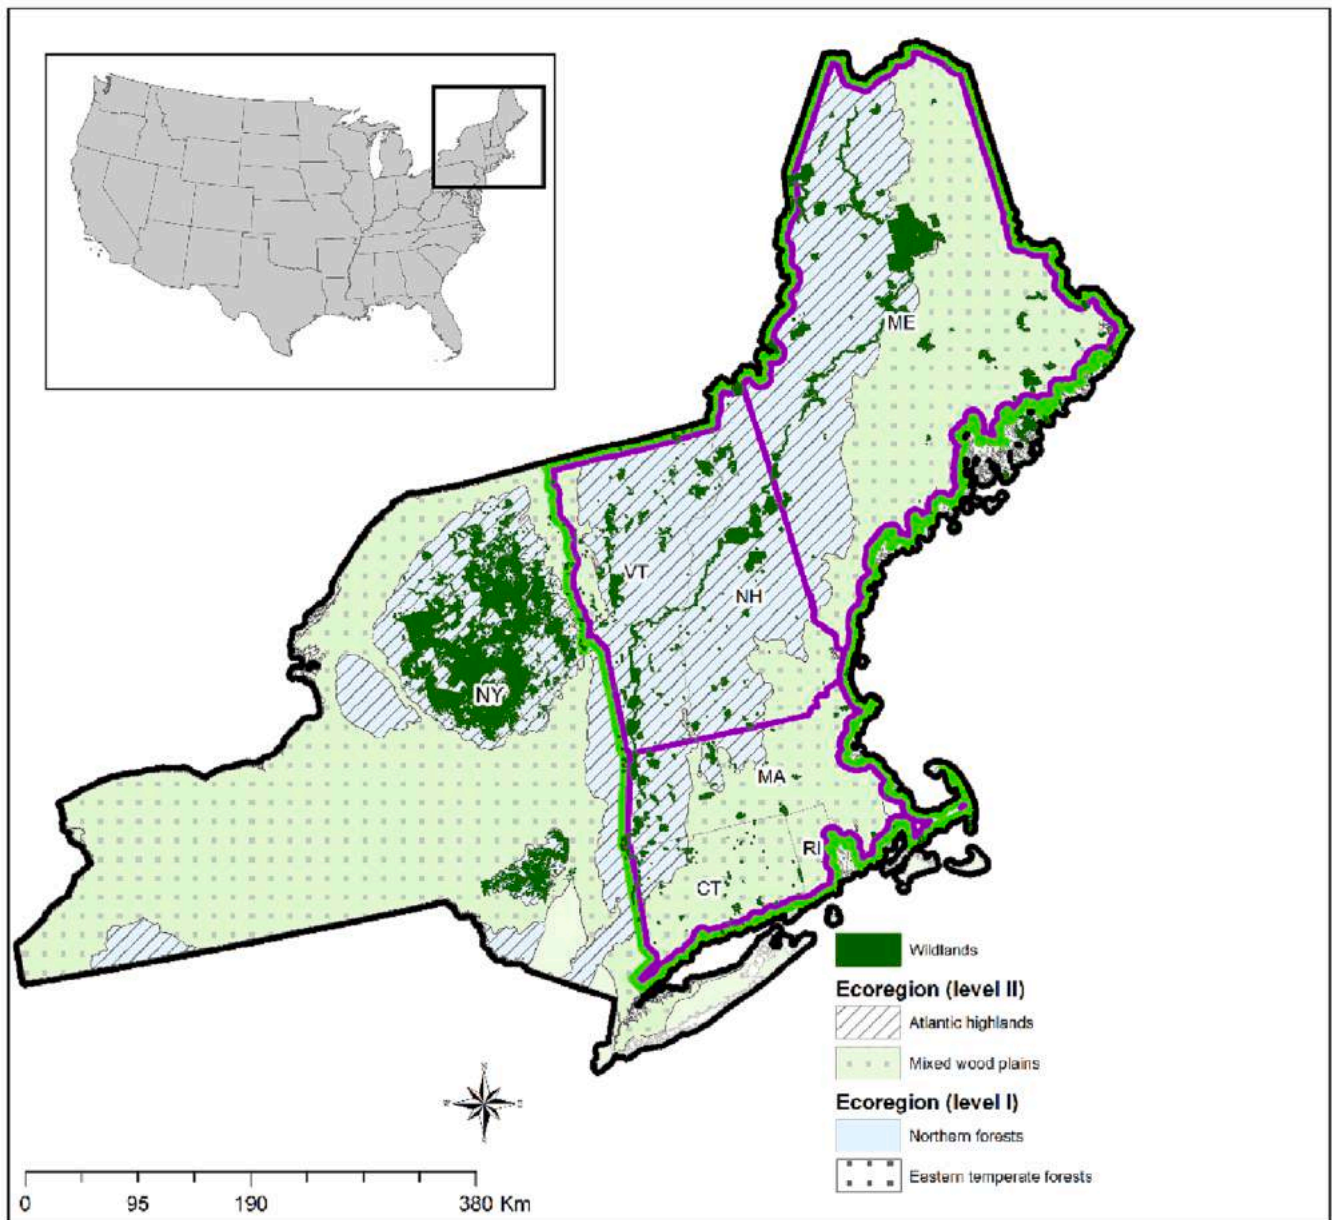 ME
VT
NH
NY
MA
RI
CT
Wildlands
Ecoregion (level II)
Atlantic highlands
Mixed wood plains
Ecoregion (level I)
Northern forests
Eastern temperate forests
0 95 190 380 Km